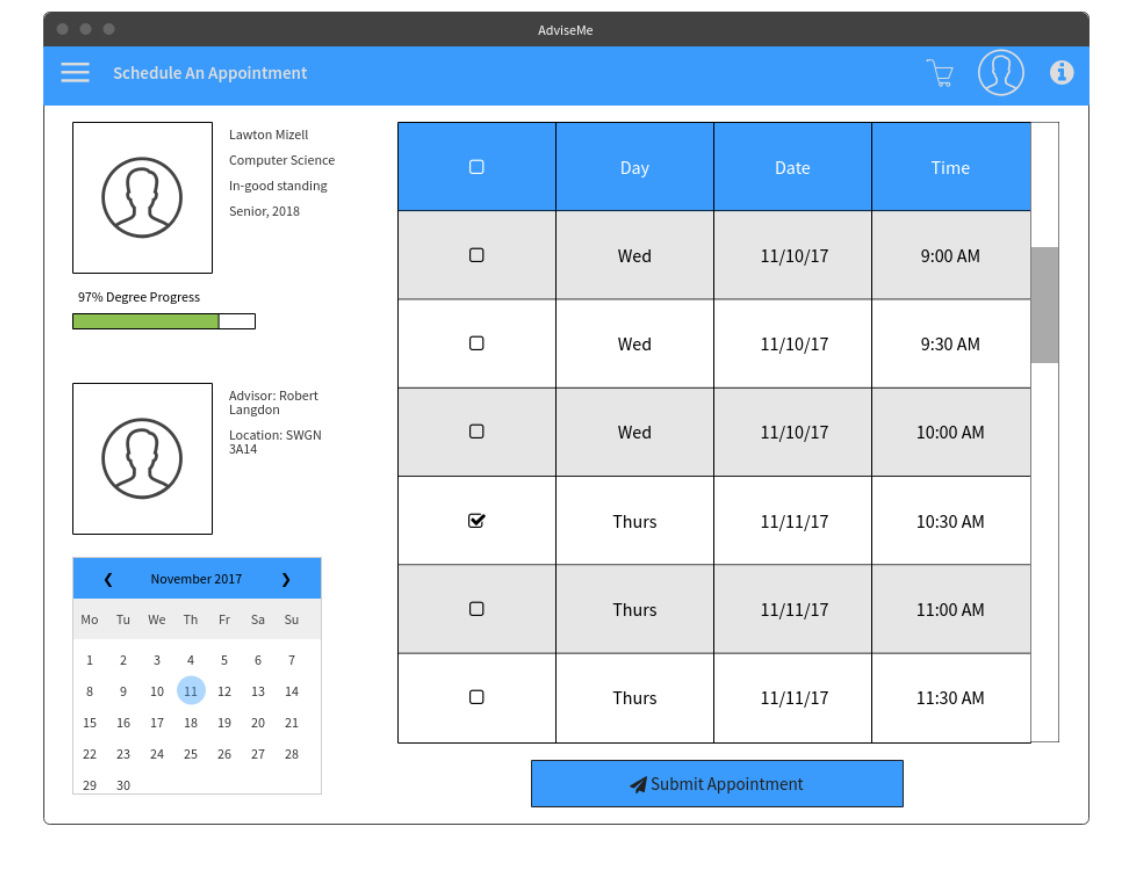 AdviseMe
Schedule An Appointment
Lawton Mizell
Computer Science
In-good standing
Senior, 2018
97% Degree Progress
Advisor: Robert
Langdon
Location: SWGN
3A14
November 2017
Mo Tu We Th Fr Sa Su
1 2 3 4 5 6 7
8 9 10 11 12 13 14
15 16 17 18 19 20 21
22 23 24 25 26 27 28
29 30
Day Date Time
Wed 11/10/17 9:00 AM
Wed 11/10/17 9:30 AM
Wed 11/10/17 10:00 AM
Thurs 11/11/17 10:30 AM
Thurs 11/11/17 11:00 AM
Thurs 11/11/17 11:30 AM
Submit Appointment